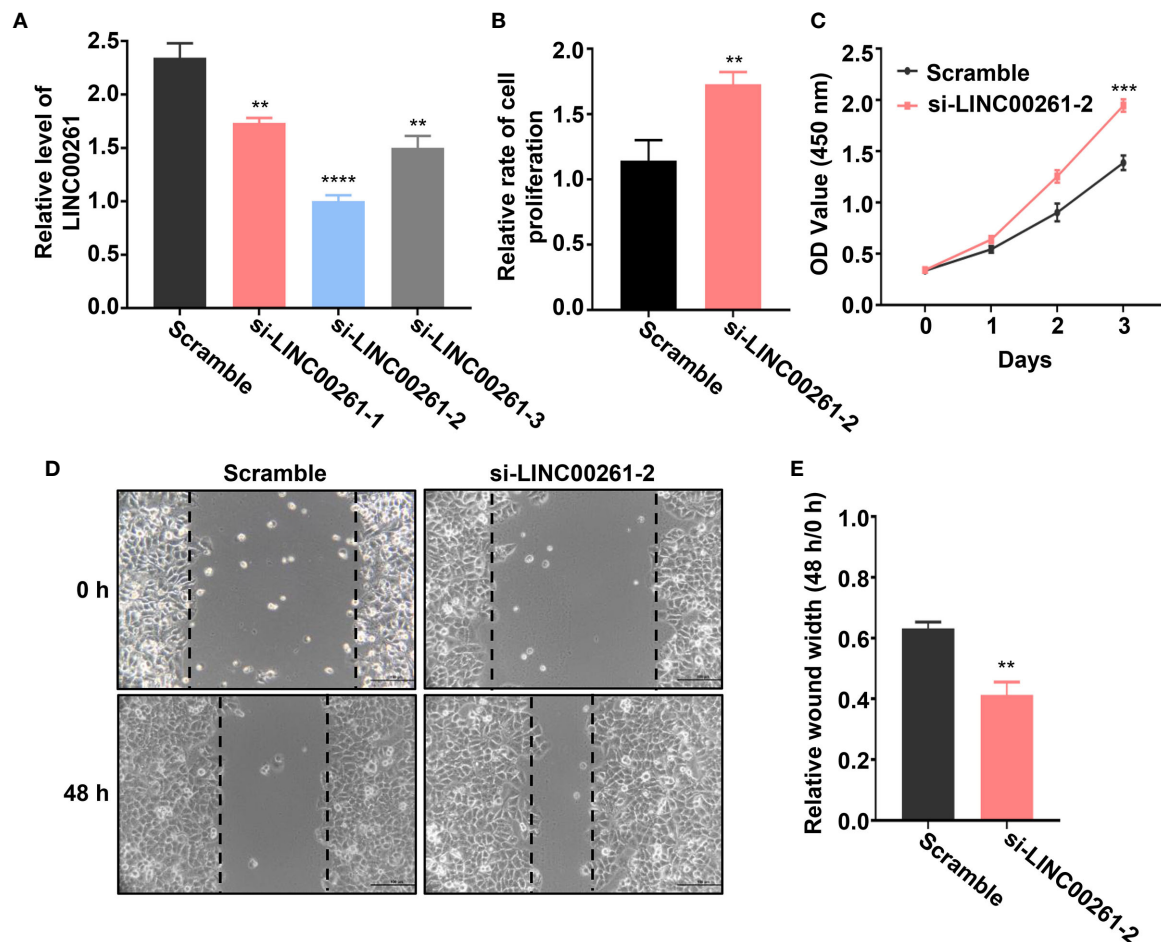 A
Relative level of
LINC00261
2.5
2.0
1.5
1.0
0.5
0.0
**
****
**
Scramble
si-LINC00261-1
si-LINC00261-2
si-LINC00261-3
B
Relative rate of cell
proliferation
2.0
1.5
1.0
0.5
0.0
**
Scramble
si-LINC00261-2
C
OD Value (450 nm)
2.5
2.0
1.5
1.0
0.5
0.0
Scramble
si-LINC00261-2
***
0 1 2 3
Days
D
Scramble si-LINC00261-2
0 h
48 h
E
Relative wound width (48 h/0 h)
1.0
0.8
0.6
0.4
0.2
0.0
**
Scramble
si-LINC00261-2